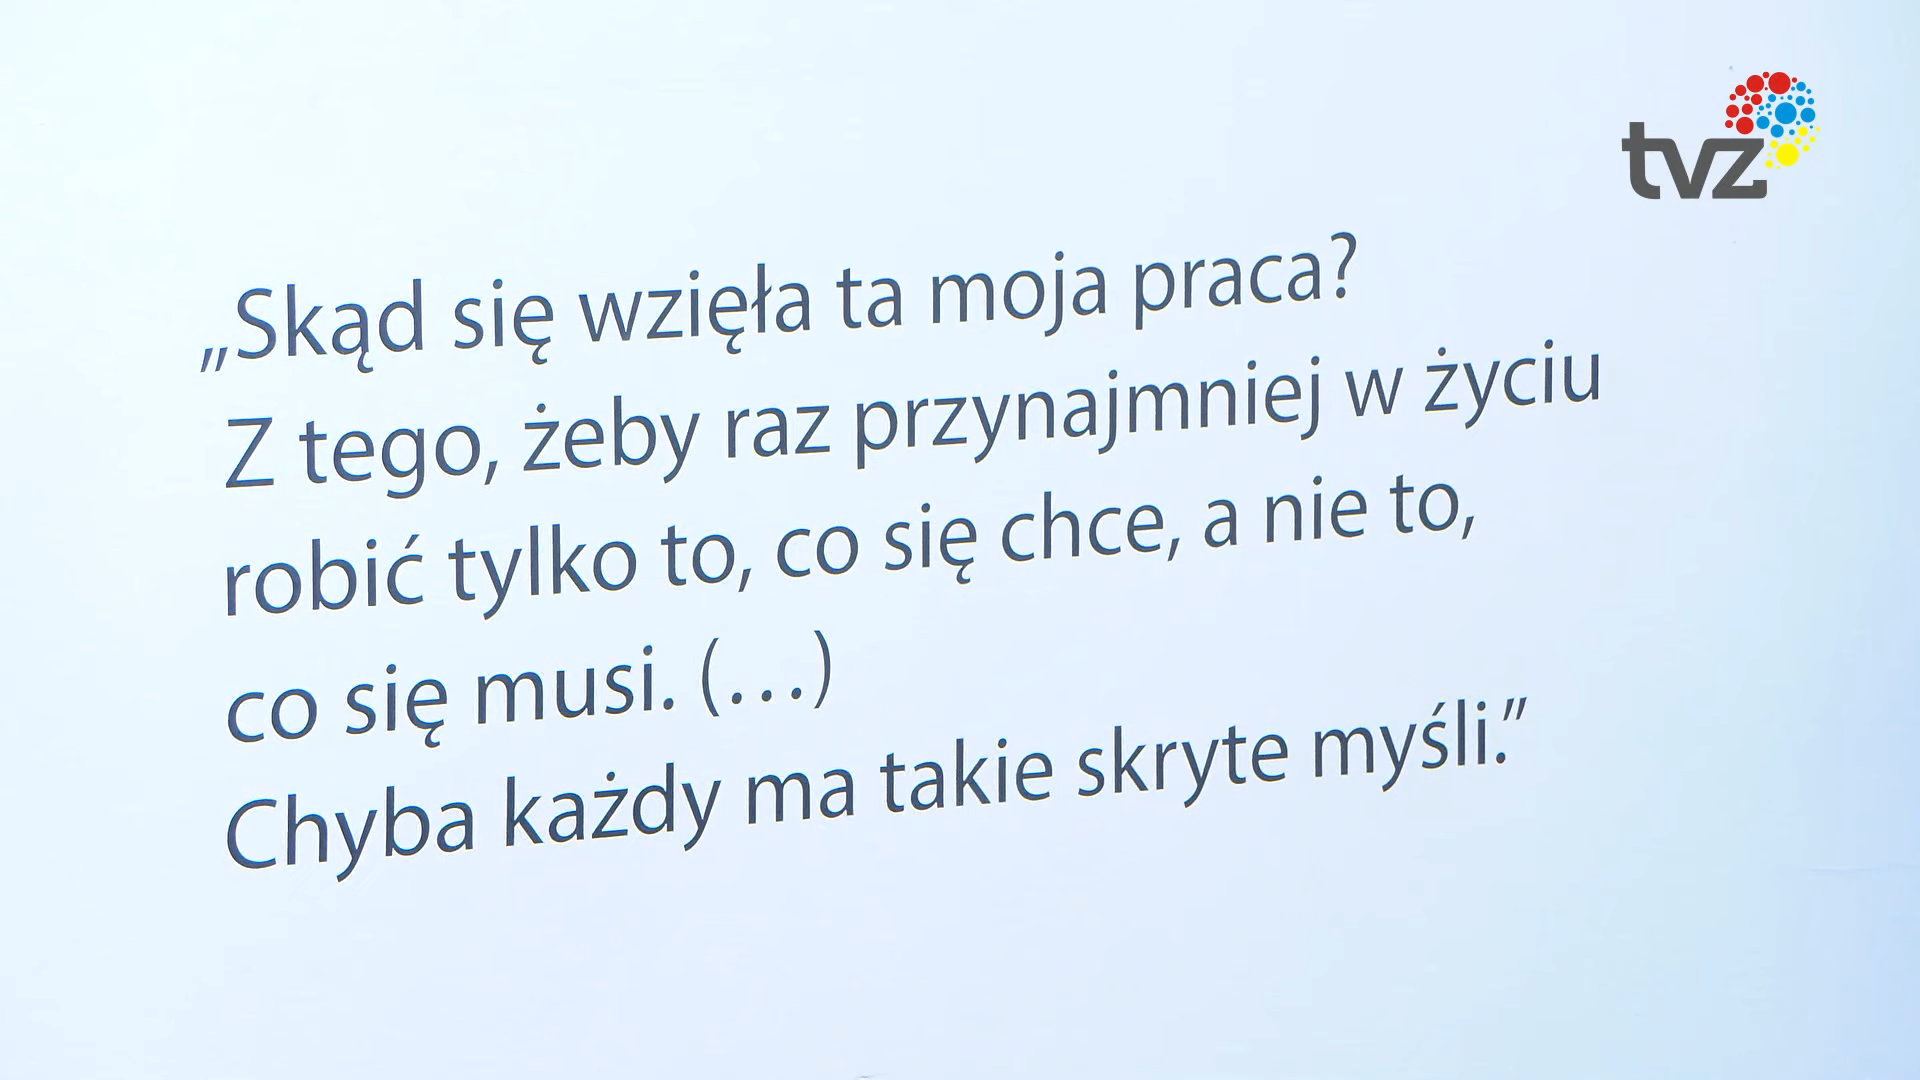 tvz
„Skąd się wzięła ta moja praca?
Z tego, żeby raz przynajmniej w życiu
robić tylko to, co się chce, a nie to,
co się musi. (…)
Chyba każdy ma takie skryte myśli.”